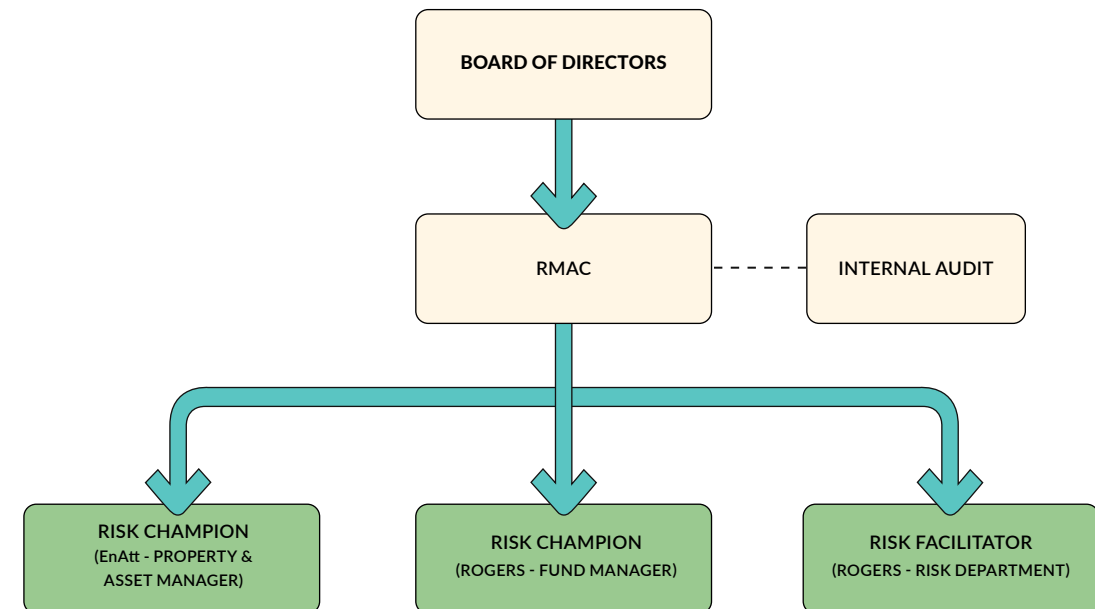 BOARD OF DIRECTORS
RMAC
INTERNAL AUDIT
RISK CHAMPION
(EnAtt - PROPERTY &
ASSET MANAGER)
RISK CHAMPION
(ROGERS - FUND MANAGER)
RISK FACILITATOR
(ROGERS - RISK DEPARTMENT)